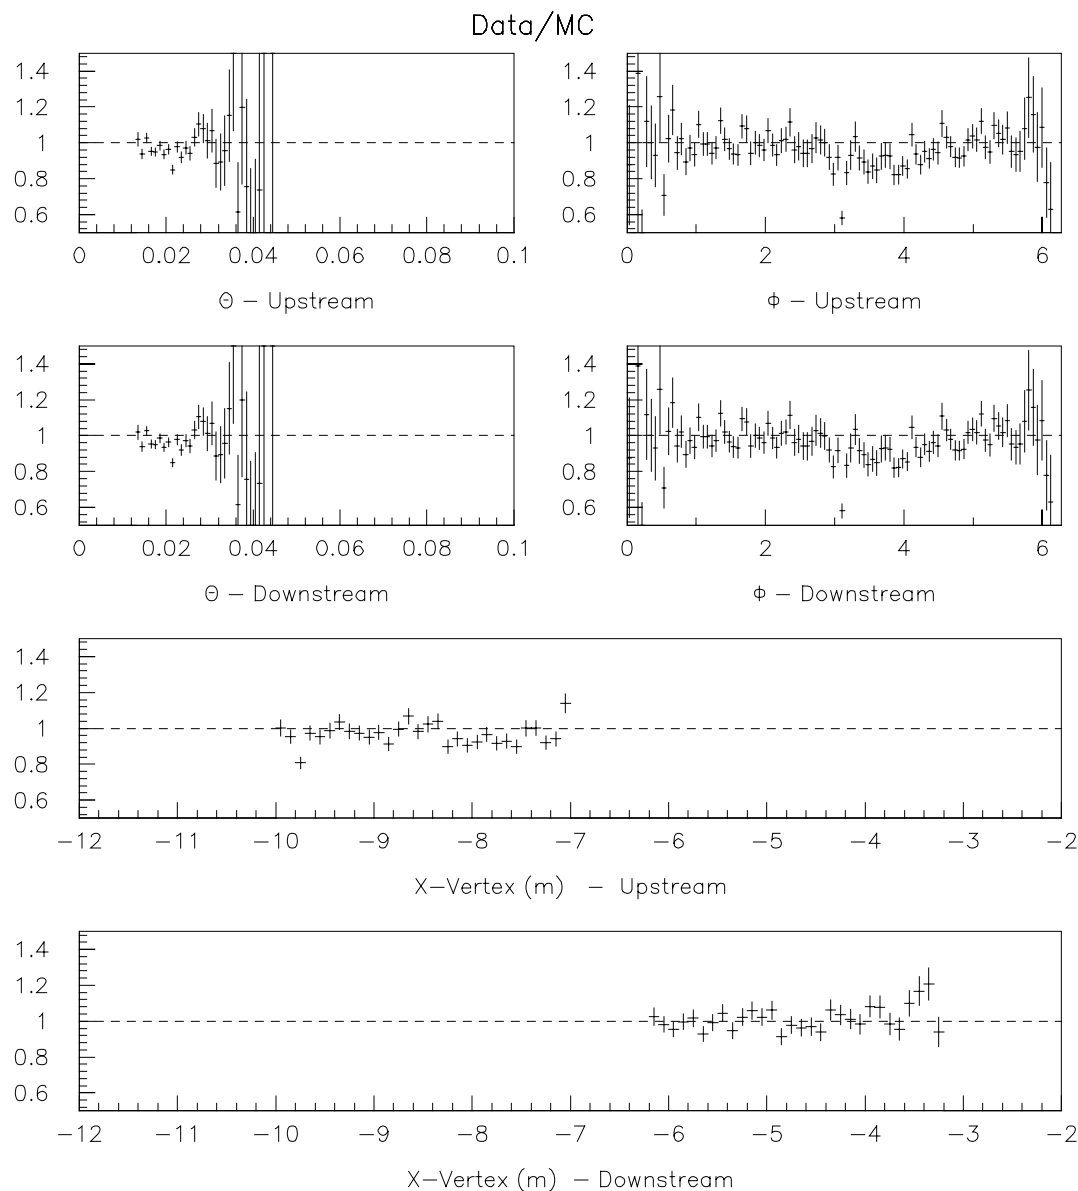 Data/MC
1.4
1.2
1
0.8
0.6
0 0.02 0.04 0.06 0.08 0.1
Θ − Upstream
1.4
1.2
1
0.8
0.6
0 2 4 6
Φ − Upstream
1.4
1.2
1
0.8
0.6
0 0.02 0.04 0.06 0.08 0.1
Θ − Downstream
1.4
1.2
1
0.8
0.6
0 2 4 6
Φ − Downstream
1.4
1.2
1
0.8
0.6
−12 −11 −10 −9 −8 −7 −6 −5 −4 −3 −2
X−Vertex (m) − Upstream
1.4
1.2
1
0.8
0.6
−12 −11 −10 −9 −8 −7 −6 −5 −4 −3 −2
X−Vertex (m) − Downstream